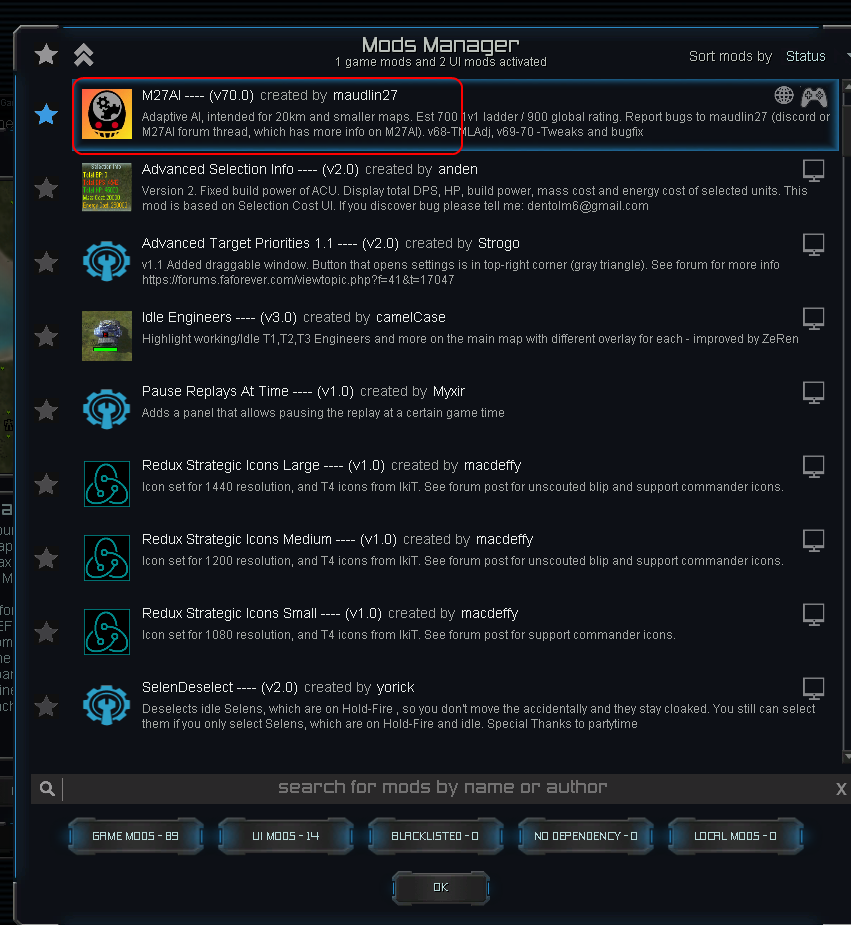 Mods Manager
1 game mods and 2 UI mods activated
Sort mods by Status
M27AI ---- (v70.0) created by maudlin27
Adaptive AI, intended for 20km and smaller maps. Est 700 1v1 ladder / 900 global rating. Report bugs to maudlin27 (discord or
M27AI forum thread, which has more info on M27AI). v68-TMLAdj, v69-70 -Tweaks and bugfix
Advanced Selection Info ---- (v2.0) created by anden
Version 2. Fixed build power of ACU. Display total DPS, HP, build power, mass cost and energy cost of selected units. This
mod is based on Selection Cost UI. If you discover bug please tell me: dentolm6@gmail.com
Advanced Target Priorities 1.1 ---- (v2.0) created by Strogo
v1.1 Added draggable window. Button that opens settings is in top-right corner (gray triangle). See forum for more info
https://forums.faforever.com/viewtopic.php?f=41&t=17047
Idle Engineers ---- (v3.0) created by camelCase
Highlight working/Idle T1,T2,T3 Engineers and more on the main map with different overlay for each - improved by ZeRen
Pause Replays At Time ---- (v1.0) created by Myxir
Adds a panel that allows pausing the replay at a certain game time
Redux Strategic Icons Large ---- (v1.0) created by macdeffy
Icon set for 1440 resolution, and T4 icons from IkiT. See forum post for unscouted blip and support commander icons.
Redux Strategic Icons Medium ---- (v1.0) created by macdeffy
Icon set for 1200 resolution, and T4 icons from IkiT. See forum post for unscouted blip and support commander icons.
Redux Strategic Icons Small ---- (v1.0) created by macdeffy
Icon set for 1080 resolution, and T4 icons from IkiT. See forum post for support commander icons.
SelenDeselect ---- (v2.0) created by yorick
Deselects idle Selens, which are on Hold-Fire , so you don't move the accidentally and they stay cloaked. You still can select
them if you only select Selens, which are on Hold-Fire and idle. Special Thanks to partytime
search for mods by name or author
X
GAME MODS - 89
UI MODS - 14
BLACKLISTED - 0
NO DEPENDENCY - 0
LOCAL MODS - 0
OK